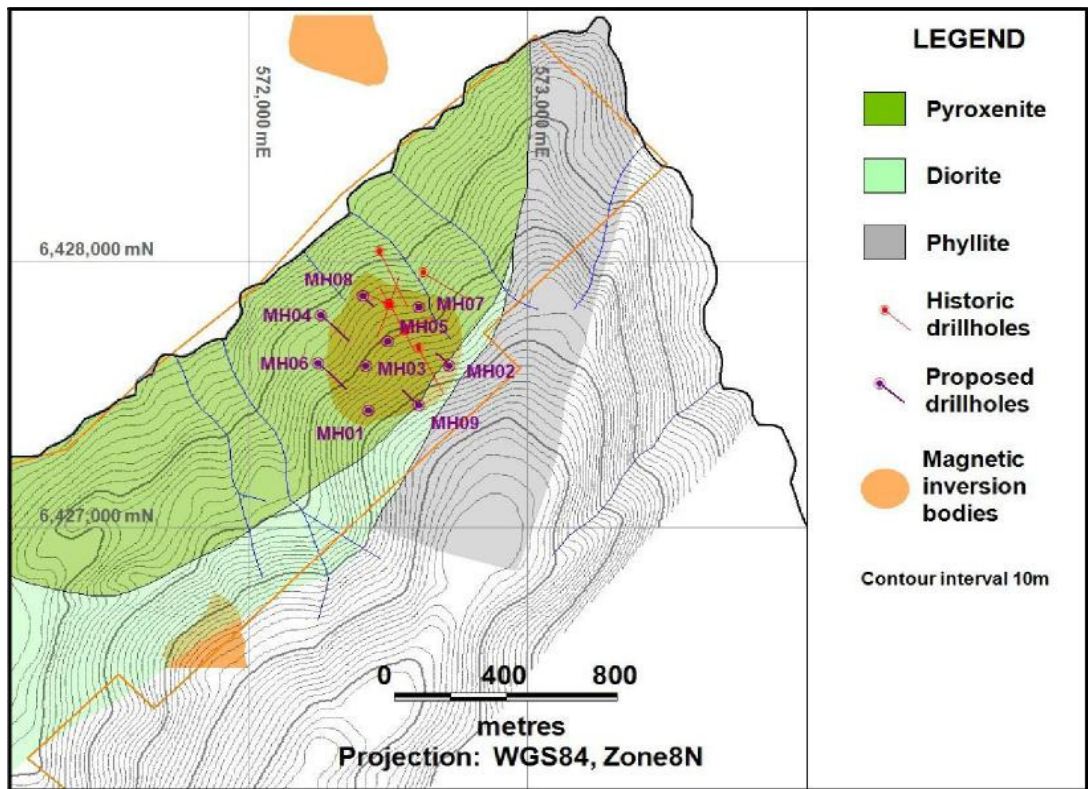 LEGEND
Pyroxenite
Diorite
Phyllite
Historic
drillholes
Proposed
drillholes
Magnetic
inversion
bodies
Contour interval 10m
572,000 mE
573,000 mE
6,428,000 mN
MH08
MH07
MH04
MH05
MH06
MH03
MH02
MH01
MH09
6,427,000 mN
0 400 800
metres
Projection: WGS84, Zone8N